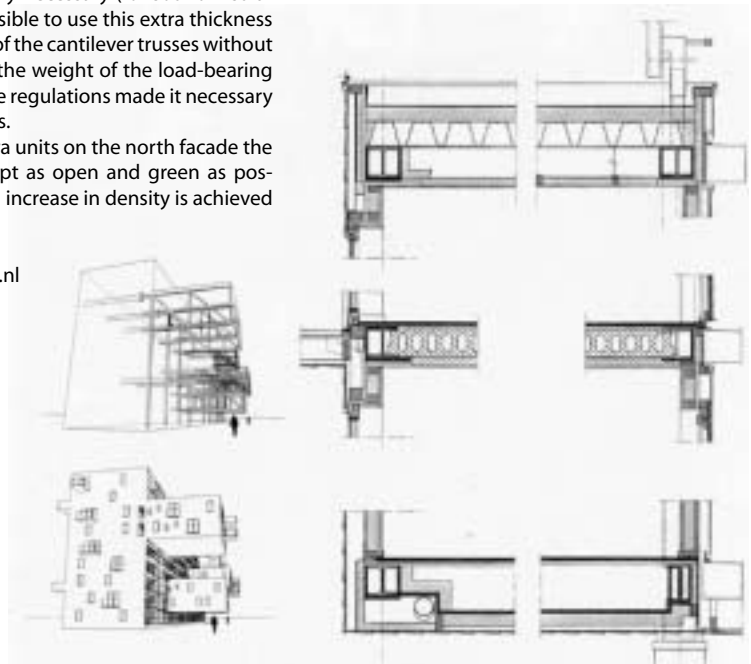 sible to use this extra thickness
of the cantilever trusses without
the weight of the load-bearing
e regulations made it necessary
s.
a units on the north facade the
pt as open and green as pos-
increase in density is achieved
.nl